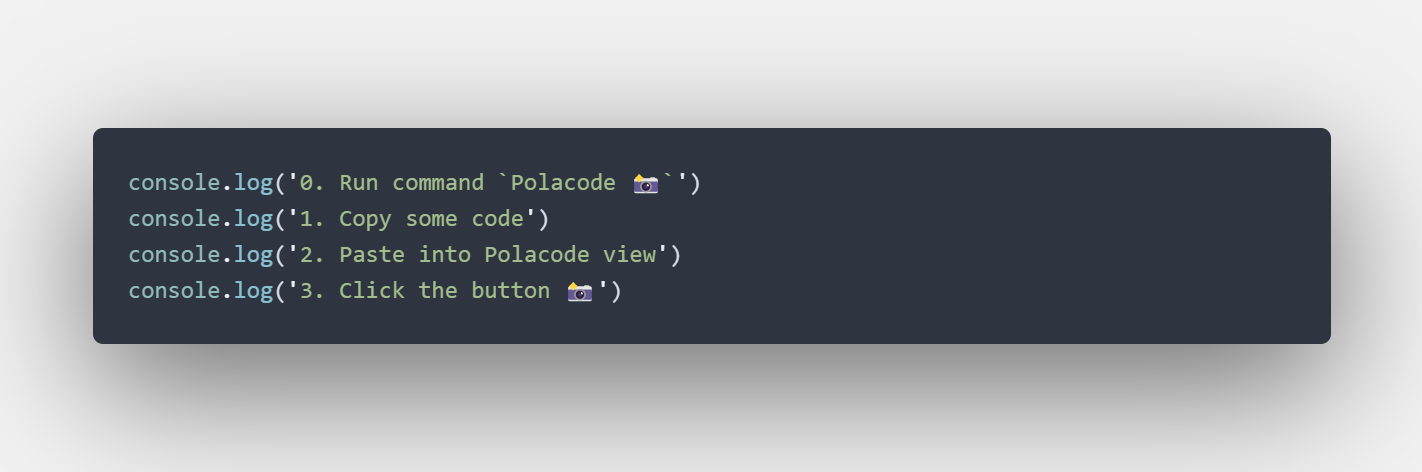 console.log('0. Run command `Polacode 📸`')
console.log('1. Copy some code')
console.log('2. Paste into Polacode view')
console.log('3. Click the button 📸')